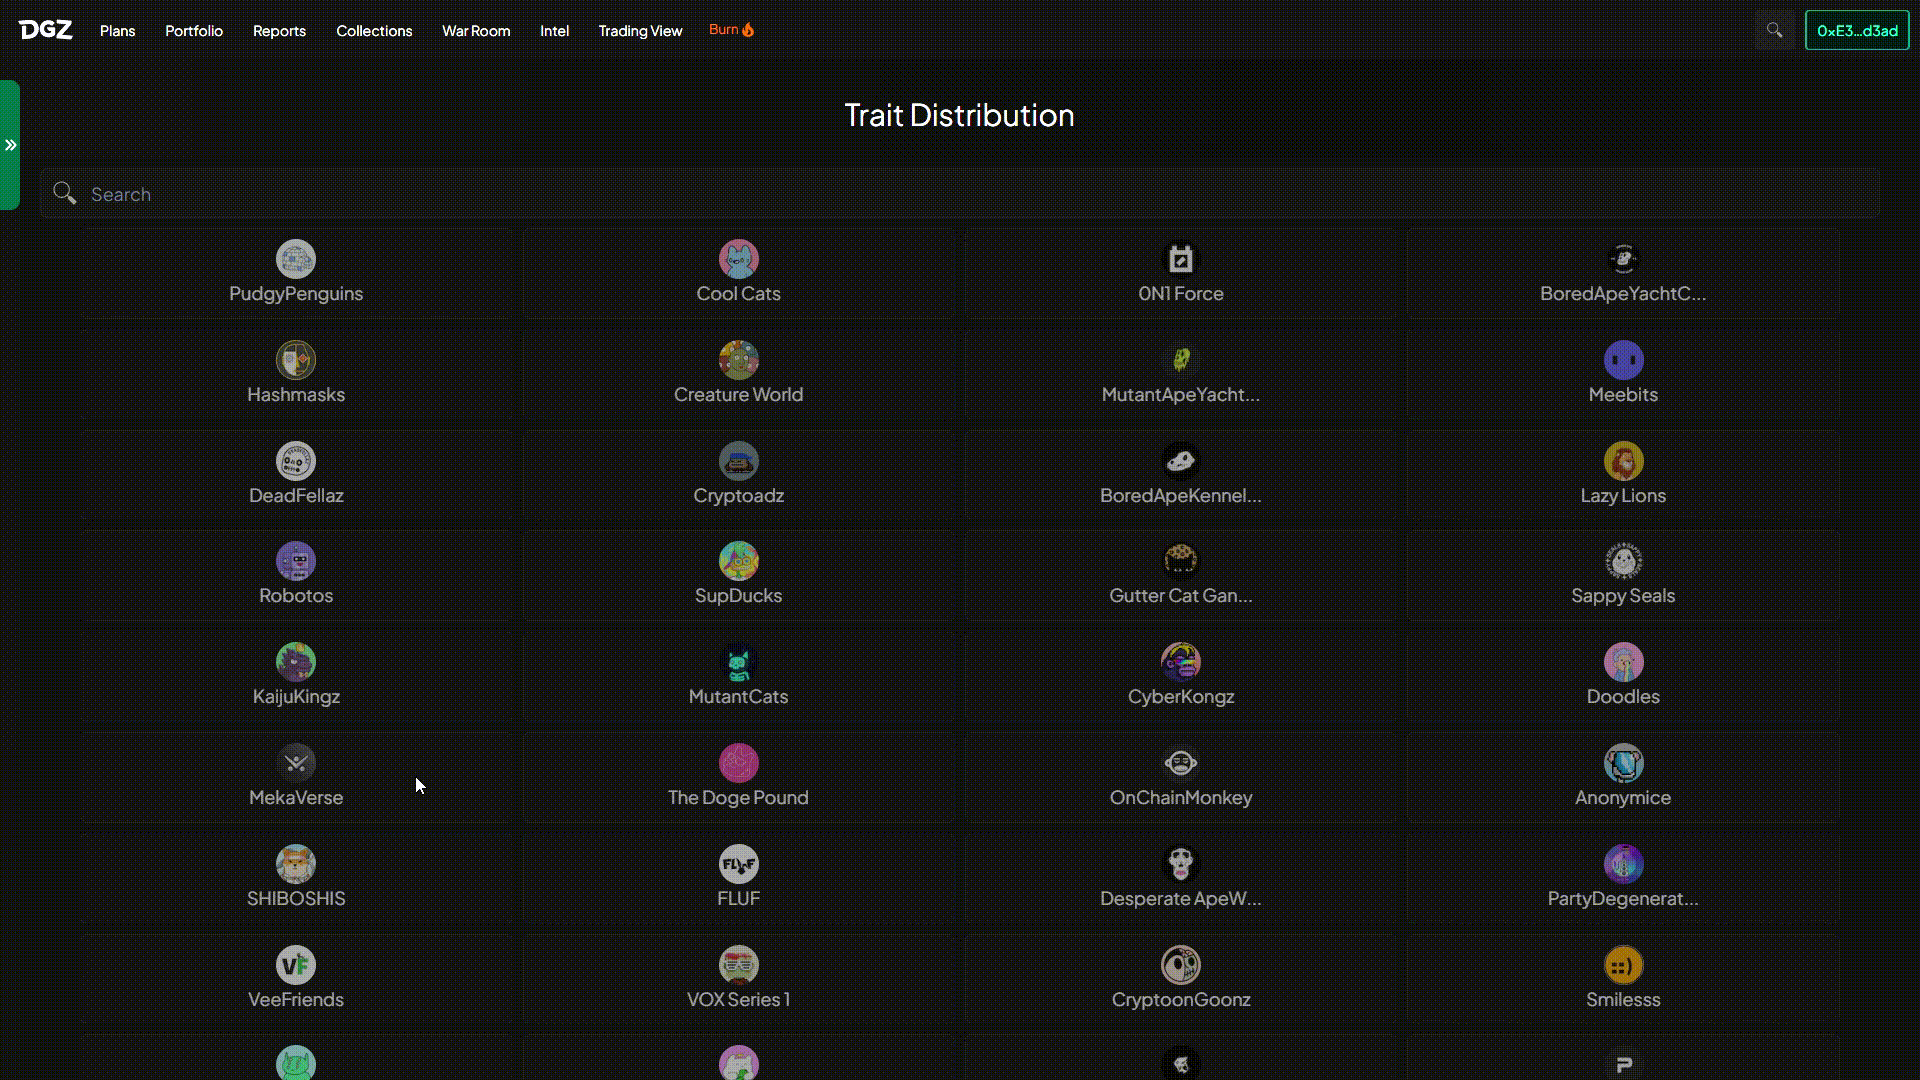 DGZ Plans Portfolio Reports Collections War Room Intel Trading View Burn 0xE3...d3ad
Trait Distribution
Search
PudgyPenguins Cool Cats 0N1 Force BoredApeYachtC...
Hashmasks Creature World MutantApeYacht... Meebits
DeadFellaz Cryptoadz BoredApeKennel... Lazy Lions
Robotos SupDucks Gutter Cat Gan... Sappy Seals
KaijuKingz MutantCats CyberKongz Doodles
MekaVerse The Doge Pound OnChainMonkey Anonymice
FLUF
SHIBOSHIS FLUF Desperate ApeW... PartyDegenerat...
VF
VeeFriends VOX Series 1 CryptoonGoonz Smilesss